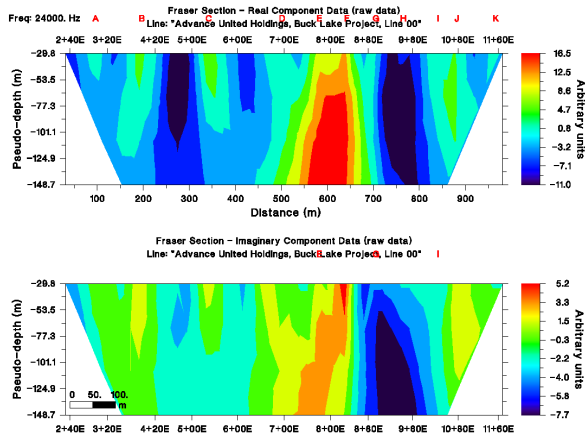 Fraser Section - Real Component Data (raw data)
Freq: 24000. Hz A B C D E F G H I J K
Line: "Advance United Holdings, Buck Lake Project, Line 00"
2+40E 3+20E 4+20E 5+00E 6+00E 7+00E 8+00E 8+80E 9+80E 10+80E 11+60E
-29.8 16.5
-53.5 12.6
-77.3 8.6
-101.1 4.7
-124.9 0.8
-148.7 -3.2
-7.1
-11.0
Pseudo-depth (m)
Arbitrary units
100 200 300 400 500 600 700 800 900
Distance (m)
Fraser Section - Imaginary Component Data (raw data)
Line: "Advance United Holdings, Buck Lake Project, Line 00"
G I
-29.8 5.2
-53.5 3.3
-77.3 1.5
-101.1 -0.3
-124.9 -2.2
-148.7 -4.0
-5.8
-7.7
Pseudo-depth (m)
Arbitrary units
0 50. 100.
m
2+40E 3+20E 4+20E 5+00E 6+00E 7+00E 8+00E 8+80E 9+80E 10+80E 11+60E